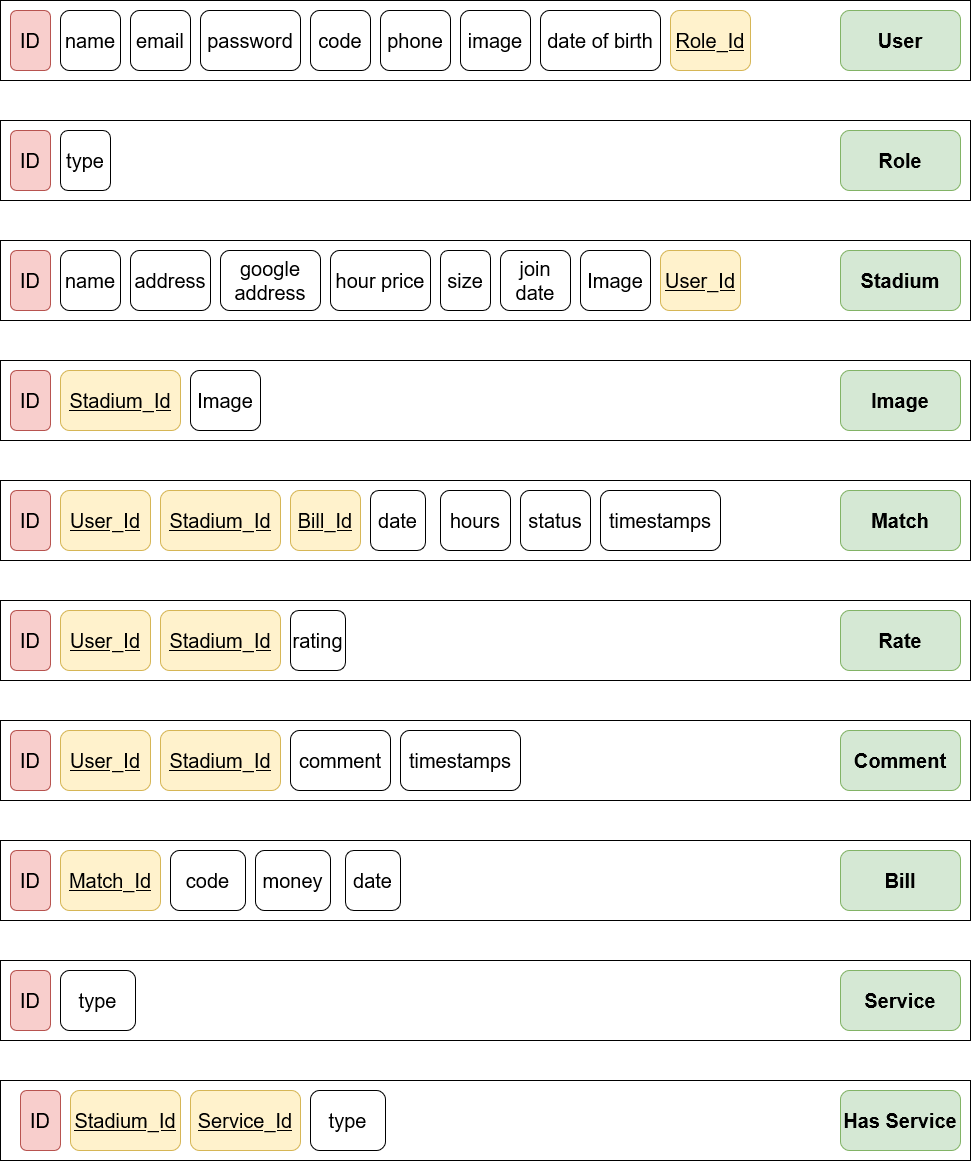 ID name email password code phone image date of birth Role_Id User
ID type Role
ID name address google address hour price size join date Image User_Id Stadium
ID Stadium_Id Image Image
ID User_Id Stadium_Id Bill_Id date hours status timestamps Match
ID User_Id Stadium_Id rating Rate
ID User_Id Stadium_Id comment timestamps Comment
ID Match_Id code money date Bill
ID type Service
ID Stadium_Id Service_Id type Has Service